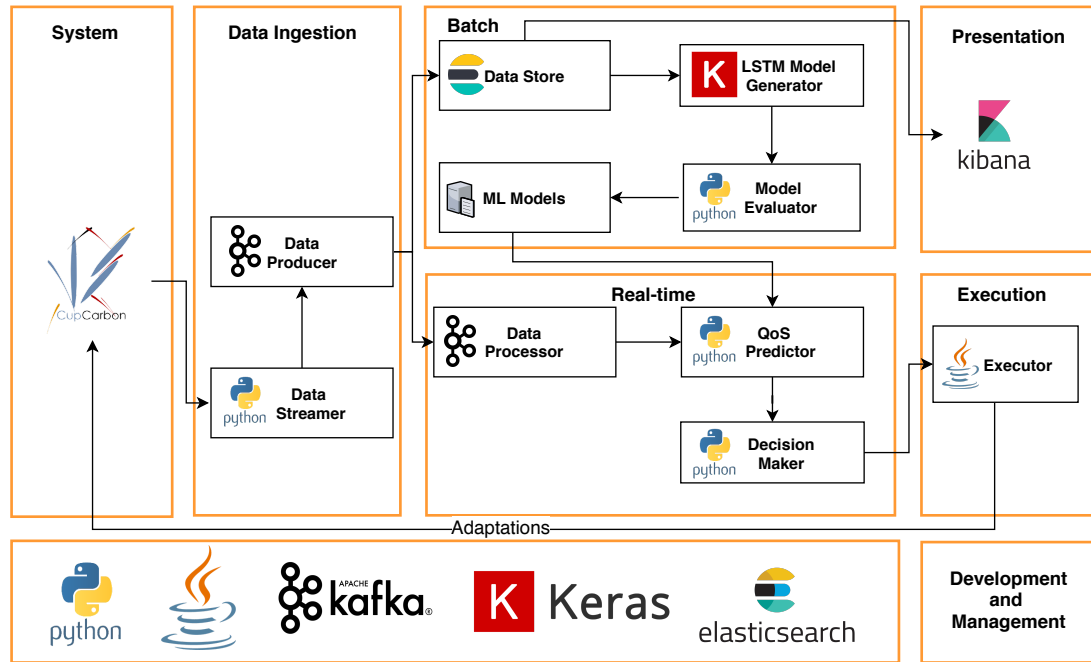 System
CupCarbon
Data Ingestion
Data
Producer
Data
Streamer
python
Batch
Data Store
K
LSTM Model
Generator
ML Models
Model
Evaluator
python
Real-time
Data
Processor
QoS
Predictor
python
Decision
Maker
python
Presentation
kibana
Execution
Executor
Adaptations
python
APACHE
kafka®
K Keras
elasticsearch
Development
and
Management